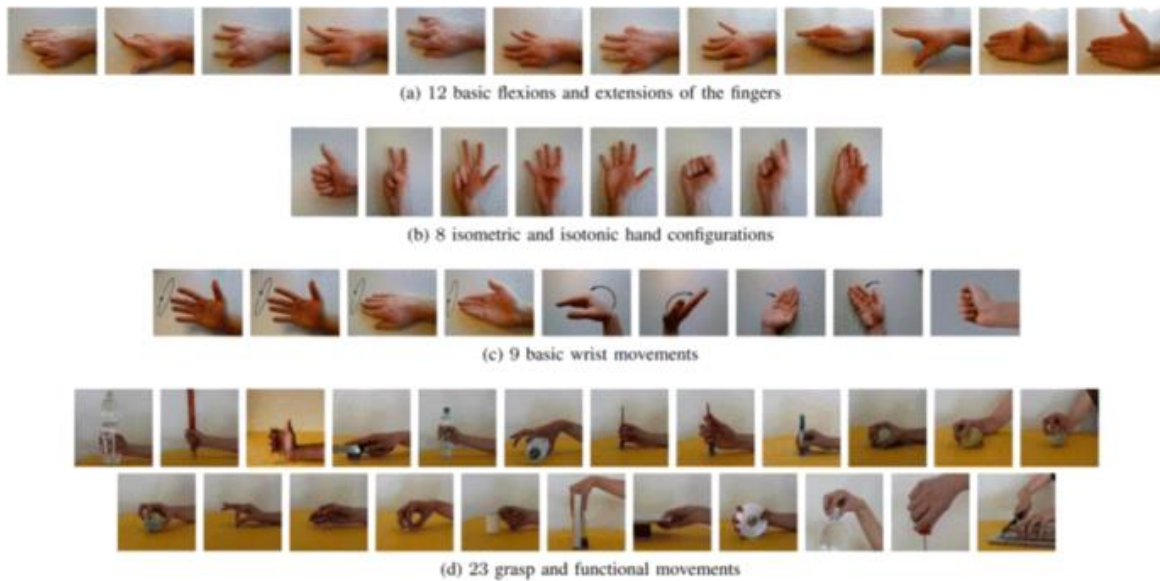 (a) 12 basic flexions and extensions of the fingers
(b) 8 isometric and isotonic hand configurations
(c) 9 basic wrist movements
(d) 23 grasp and functional movements